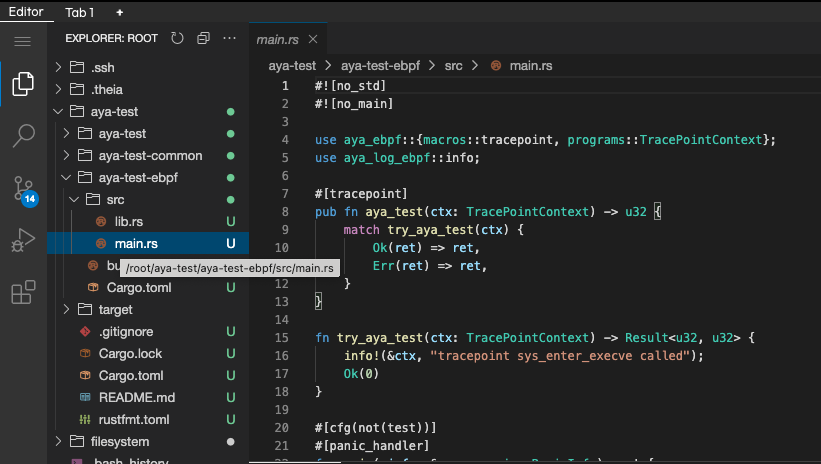 Editor Tab 1 +
EXPLORER: ROOT
.ssh
.theia
aya-test
aya-test
aya-test-common
aya-test-ebpf
src
lib.rs U
main.rs U
bu
/root/aya-test/aya-test-ebpf/src/main.rs
Cargo.toml U
target
.gitignore U
Cargo.lock U
Cargo.toml U
README.md U
rustfmt.toml U
filesystem
.bash_history
14
main.rs
aya-test > aya-test-ebpf > src > main.rs
1 #![no_std]
2 #![no_main]
3
4 use aya_ebpf::{macros::tracepoint, programs::TracePointContext};
5 use aya_log_ebpf::info;
6
7 #[tracepoint]
8 pub fn aya_test(ctx: TracePointContext) -> u32 {
9 match try_aya_test(ctx) {
10 Ok(ret) => ret,
Err(ret) => ret,
12 }
13 }
14
15 fn try_aya_test(ctx: TracePointContext) -> Result<u32, u32> {
16 info!(&ctx, "tracepoint sys_enter_execve called");
17 Ok(0)
18 }
19
20 #[cfg(not(test))]
21 #[panic_handler]